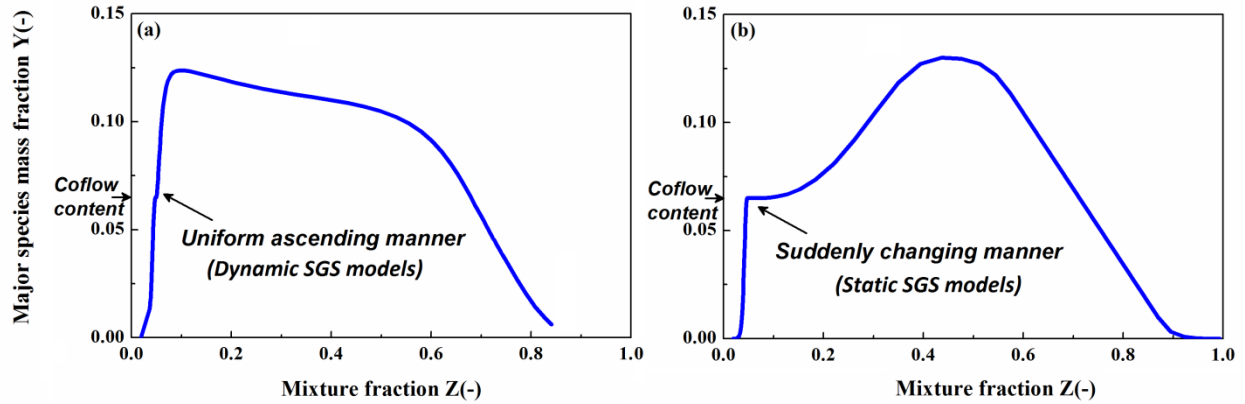 Major species mass fraction Y(-)
(a)
0.15
0.10
0.05
0.00
Coflow
content
Uniform ascending manner
(Dynamic SGS models)
0.0 0.2 0.4 0.6 0.8 1.0
Mixture fraction Z(-)
(b)
0.15
0.10
0.05
0.00
Coflow
content
Suddenly changing manner
(Static SGS models)
0.0 0.2 0.4 0.6 0.8 1.0
Mixture fraction Z(-)